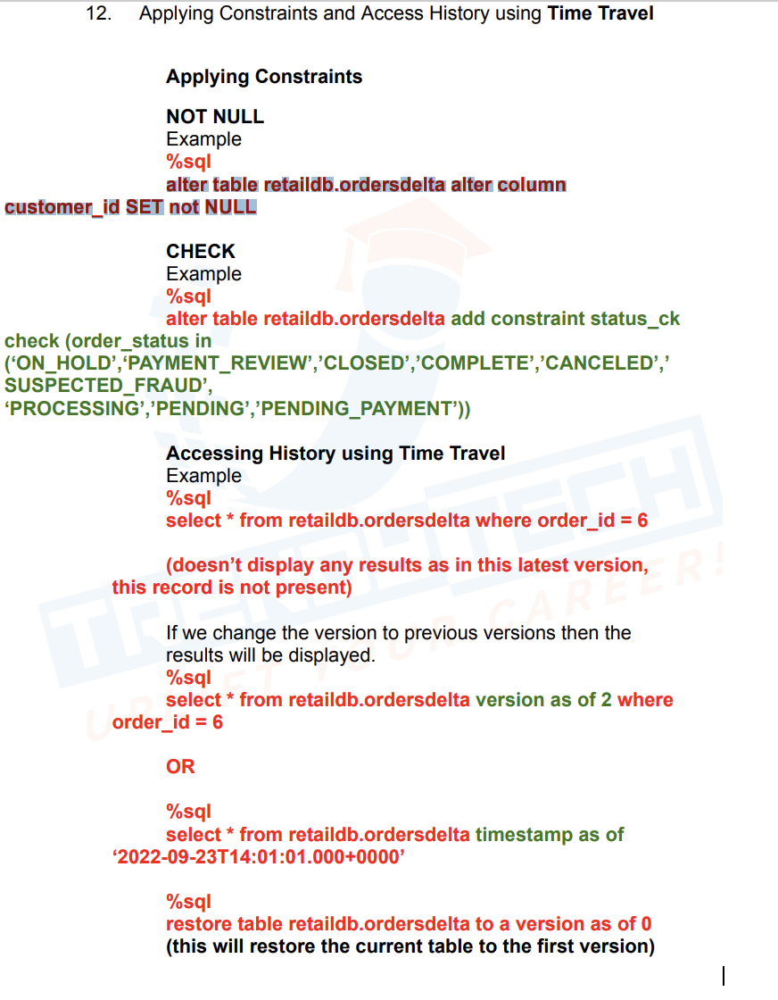 12. Applying Constraints and Access History using Time Travel
Applying Constraints
NOT NULL
Example
%sql
alter table retaildb.ordersdelta alter column
customer_id SET not NULL
CHECK
Example
%sql
alter table retaildb.ordersdelta add constraint status_ck
check (order_status in
(‘ON_HOLD’,‘PAYMENT_REVIEW’,’CLOSED’,’COMPLETE’,’CANCELED’,’
SUSPECTED_FRAUD’,
‘PROCESSING’,’PENDING’,’PENDING_PAYMENT’))
Accessing History using Time Travel
Example
%sql
select * from retaildb.ordersdelta where order_id = 6
(doesn’t display any results as in this latest version,
this record is not present)
If we change the version to previous versions then the
results will be displayed.
%sql
select * from retaildb.ordersdelta version as of 2 where
order_id = 6
OR
%sql
select * from retaildb.ordersdelta timestamp as of
‘2022-09-23T14:01:01.000+0000’
%sql
restore table retaildb.ordersdelta to a version as of 0
(this will restore the current table to the first version)
TRENDYTECH
UPLIFT YOUR CAREER!